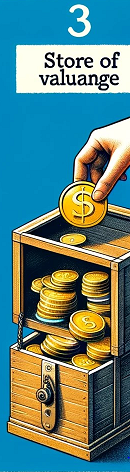 3
Store of
valuange
$
$